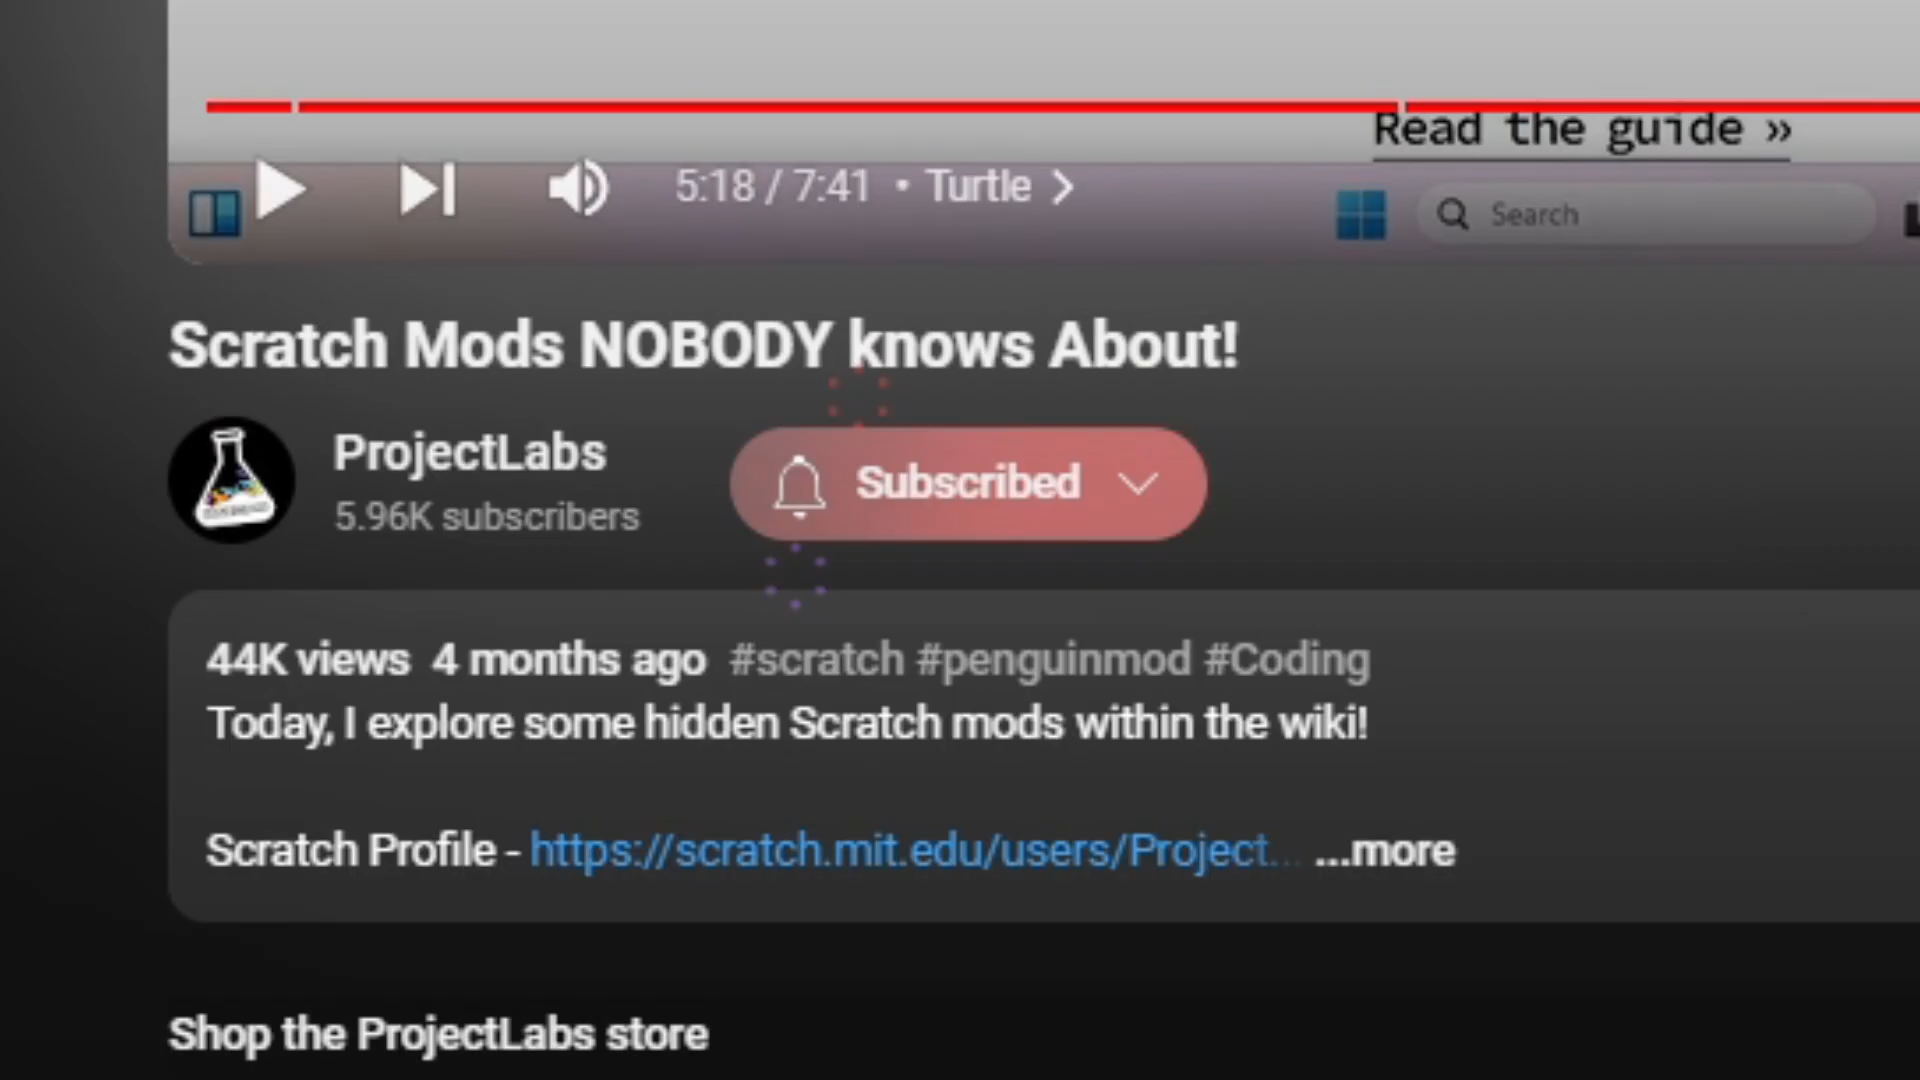 Read the guide »
5:18 / 7:41 • Turtle
Search
Scratch Mods NOBODY knows About!
ProjectLabs
5.96K subscribers
Subscribed
44K views 4 months ago #scratch #penguinmod #Coding
Today, I explore some hidden Scratch mods within the wiki!
Scratch Profile - https://scratch.mit.edu/users/Project... ...more
Shop the ProjectLabs store